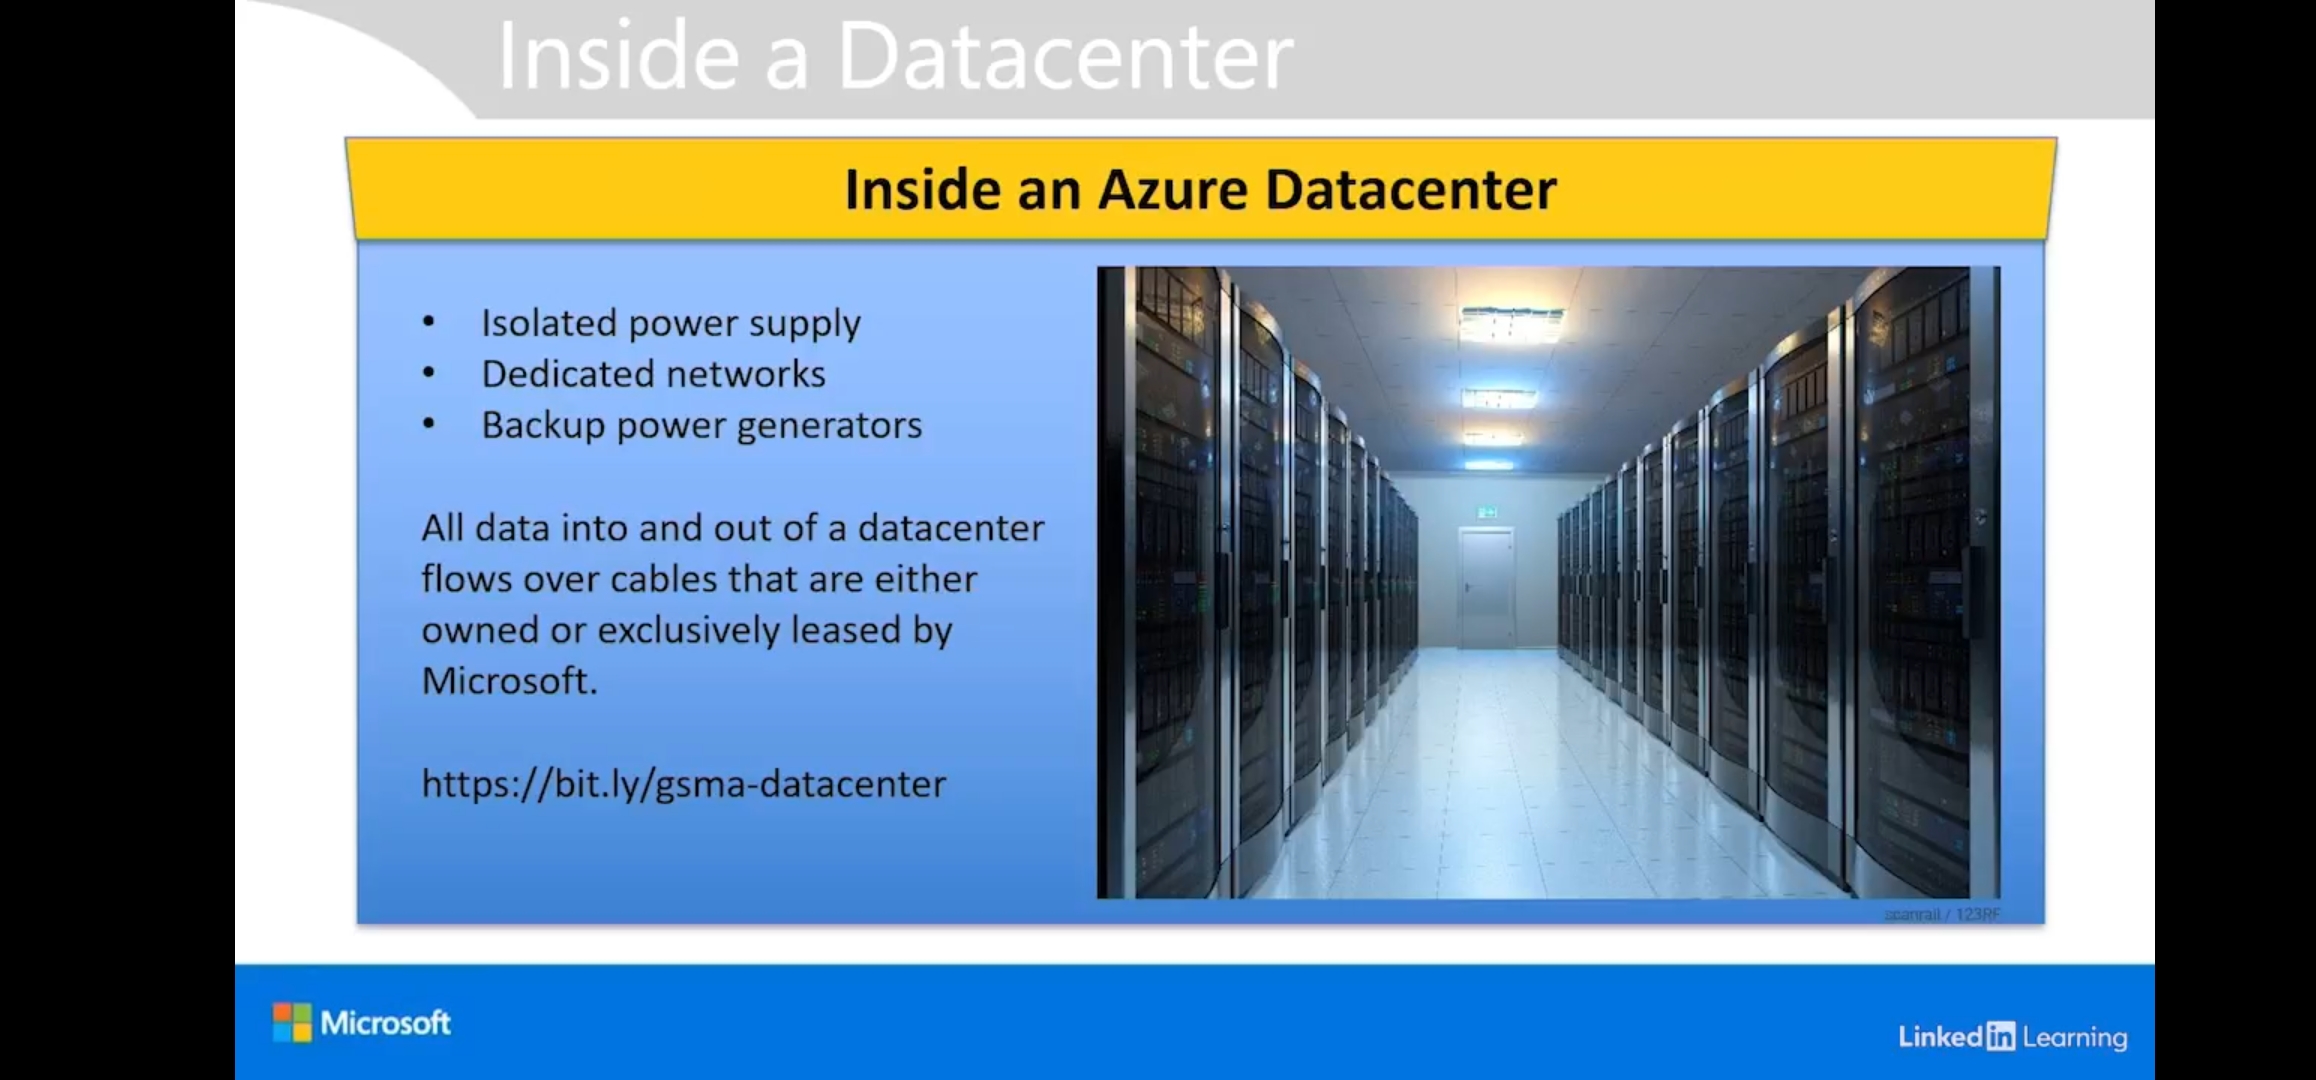 Inside a Datacenter
Inside an Azure Datacenter
• Isolated power supply
• Dedicated networks
• Backup power generators
All data into and out of a datacenter
flows over cables that are either
owned or exclusively leased by
Microsoft.
https://bit.ly/gsma-datacenter
scanrail / 123RF
Microsoft
Linked in Learning